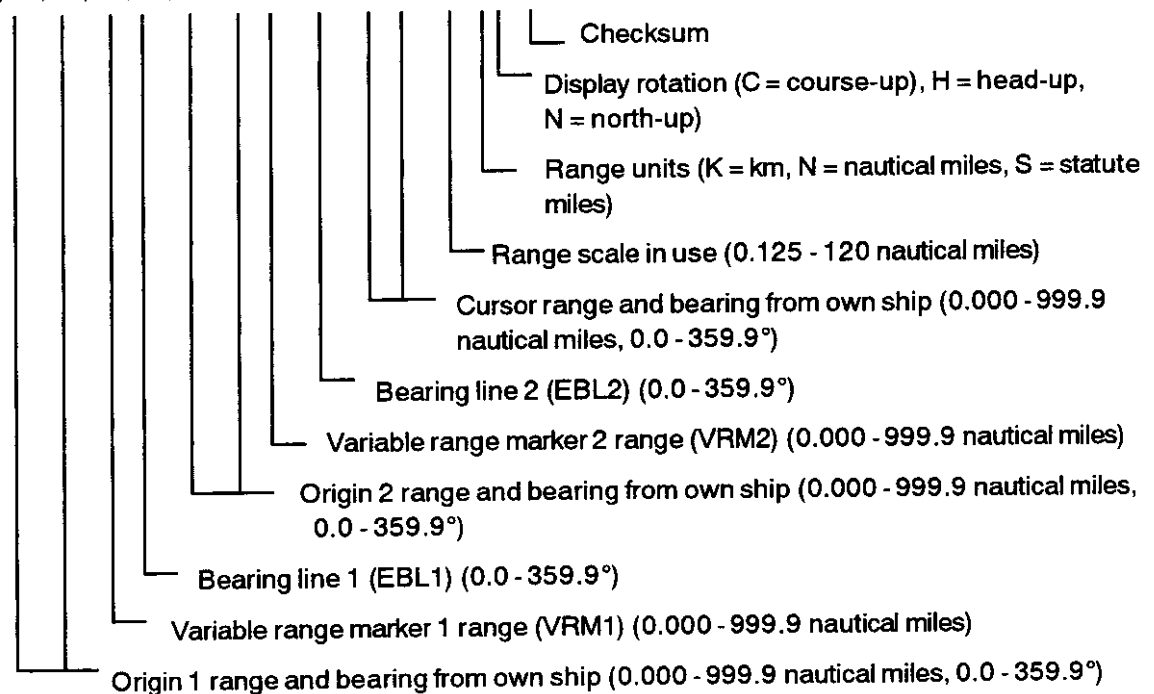 Checksum
Display rotation (C = course-up), H = head-up,
N = north-up)
Range units (K = km, N = nautical miles, S = statute
miles)
Range scale in use (0.125 - 120 nautical miles)
Cursor range and bearing from own ship (0.000 - 999.9
nautical miles, 0.0 - 359.9°)
Bearing line 2 (EBL2) (0.0 - 359.9°)
Variable range marker 2 range (VRM2) (0.000 - 999.9 nautical miles)
Origin 2 range and bearing from own ship (0.000 - 999.9 nautical miles,
0.0 - 359.9°)
Bearing line 1 (EBL1) (0.0 - 359.9°)
Variable range marker 1 range (VRM1) (0.000 - 999.9 nautical miles)
Origin 1 range and bearing from own ship (0.000 - 999.9 nautical miles, 0.0 - 359.9°)